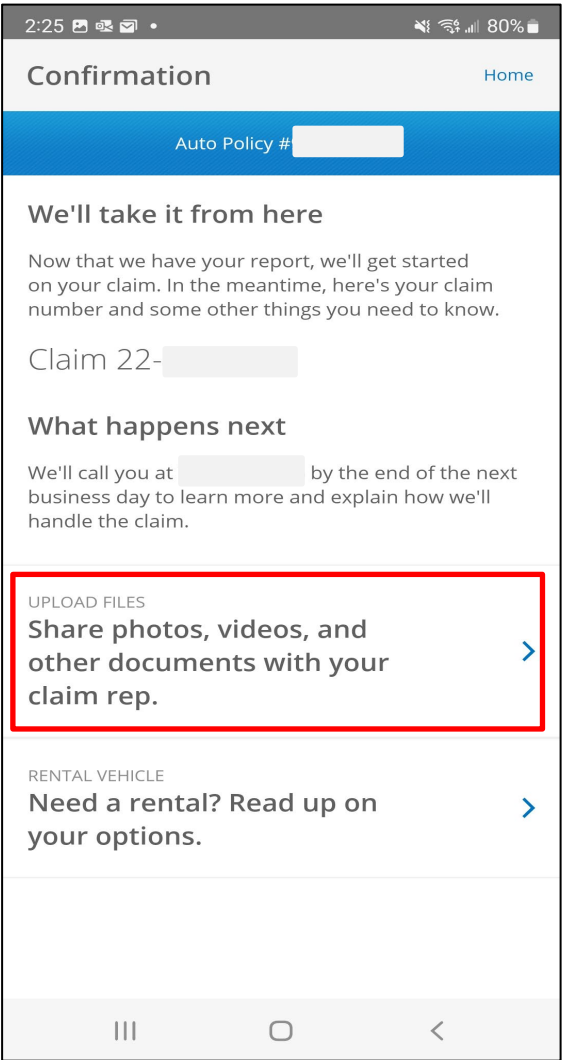 2:25 80%
Confirmation Home
Auto Policy #
We'll take it from here
Now that we have your report, we'll get started
on your claim. In the meantime, here's your claim
number and some other things you need to know.
Claim 22-
What happens next
We'll call you at by the end of the next
business day to learn more and explain how we'll
handle the claim.
UPLOAD FILES
Share photos, videos, and
other documents with your
claim rep.
RENTAL VEHICLE
Need a rental? Read up on
your options.